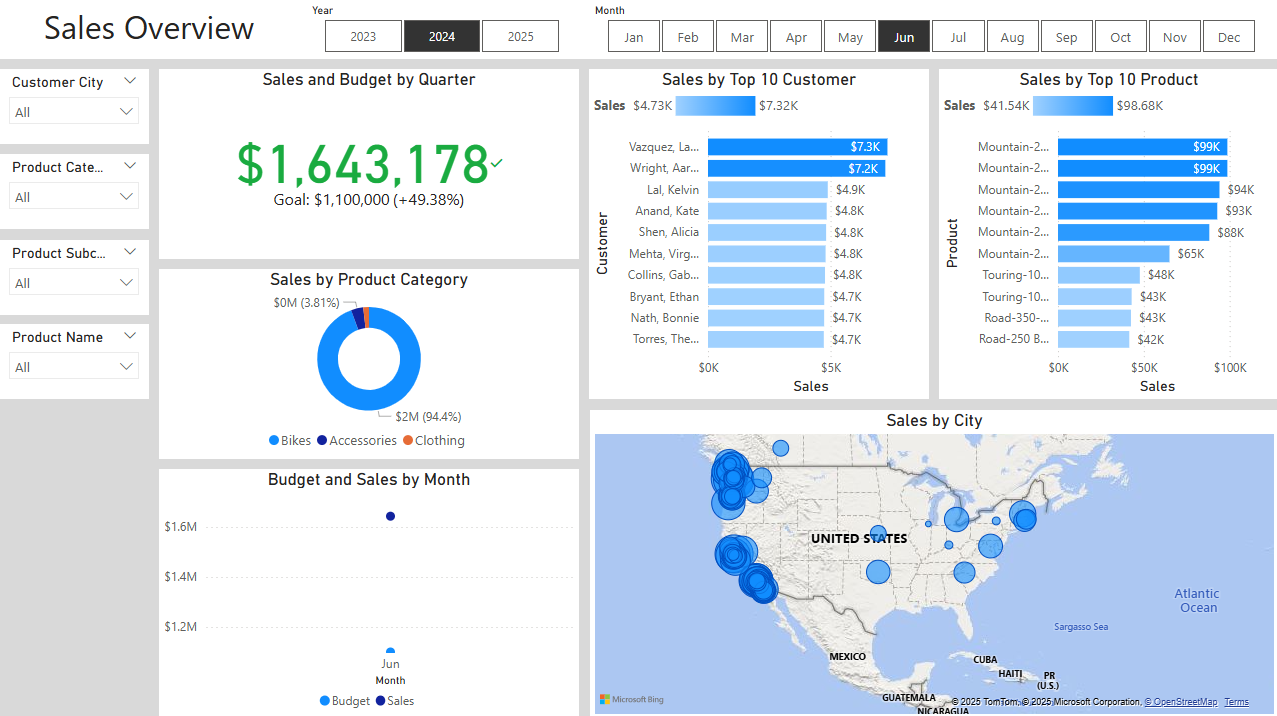 Sales Overview
Year
2023 2024 2025
Month
Jan Feb Mar Apr May Jun Jul Aug Sep Oct Nov Dec
Customer City
All
Product Cate...
All
Product Subc...
All
Product Name
All
Sales and Budget by Quarter
$1,643,178
Goal: $1,100,000 (+49.38%)
Sales by Product Category
$0M (3.81%)
$2M (94.4%)
Bikes Accessories Clothing
Budget and Sales by Month
$1.6M
$1.4M
$1.2M
Jun
Month
Budget Sales
Sales by Top 10 Customer
Sales $4.73K $7.32K
Customer
Vazquez, La... $7.3K
Wright, Aar... $7.2K
Lal, Kelvin $4.9K
Anand, Kate $4.8K
Shen, Alicia $4.8K
Mehta, Virg... $4.8K
Collins, Gab... $4.8K
Bryant, Ethan $4.7K
Nath, Bonnie $4.7K
Torres, The... $4.7K
$0K $5K
Sales
Sales by Top 10 Product
Sales $41.54K $98.68K
Product
Mountain-2... $99K
Mountain-2... $99K
Mountain-2... $94K
Mountain-2... $93K
Mountain-2... $88K
Mountain-2... $65K
Touring-10... $48K
Touring-10... $43K
Road-350-... $43K
Road-250 B... $42K
$0K $50K $100K
Sales
Sales by City
UNITED STATES
Atlantic
Ocean
Sargasso Sea
MEXICO
CUBA
HAITI
PR
(U.S.)
GUATEMALA
NICARAGUA
Microsoft Bing
© 2025 TomTom, © 2025 Microsoft Corporation, © OpenStreetMap Terms